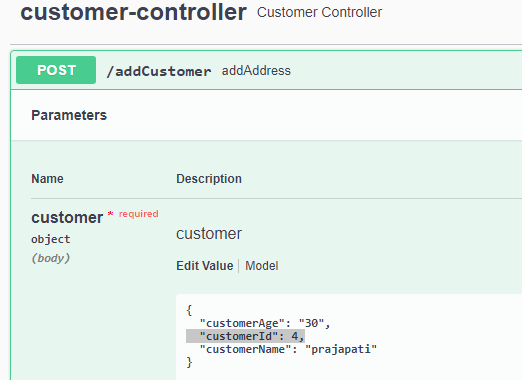 customer-controller Customer Controller
POST /addCustomer addAddress
Parameters
Name Description
customer * required
object
(body)
customer
Edit Value | Model
{
"customerAge": "30",
"customerId": 4,
"customerName": "prajapati"
}